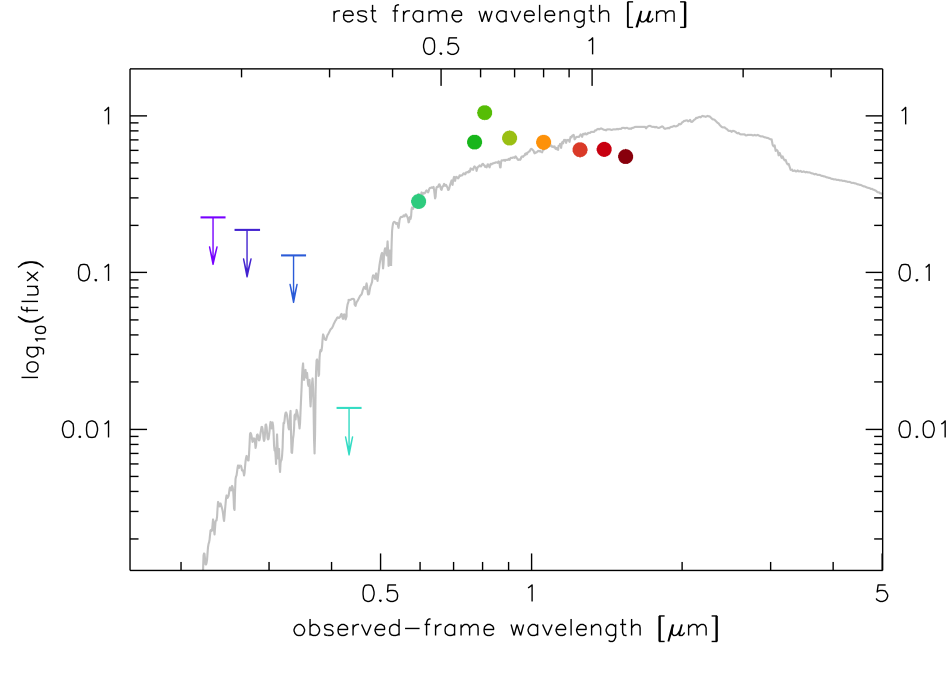 rest frame wavelength [μm]
0.5 1
1 1
0.1 0.1
0.01 0.01
log10(flux)
0.5 1 5
observed-frame wavelength [μm]